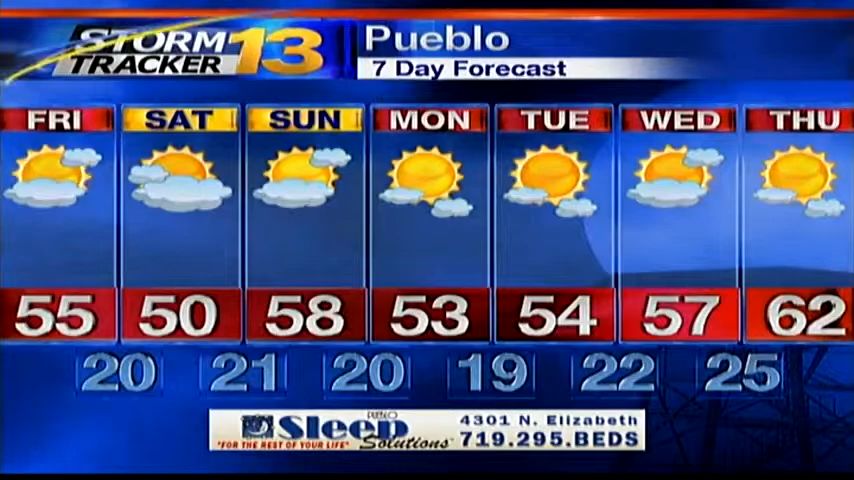 STORM
TRACKER 13
Pueblo
7 Day Forecast
FRI SAT SUN MON TUE WED THU
55 50 58 53 54 57 62
20 21 20 19 22 25
PUEBLO
Sleep
Solutions
"FOR THE REST OF YOUR LIFE"
4301 N. Elizabeth
719.295.BEDS